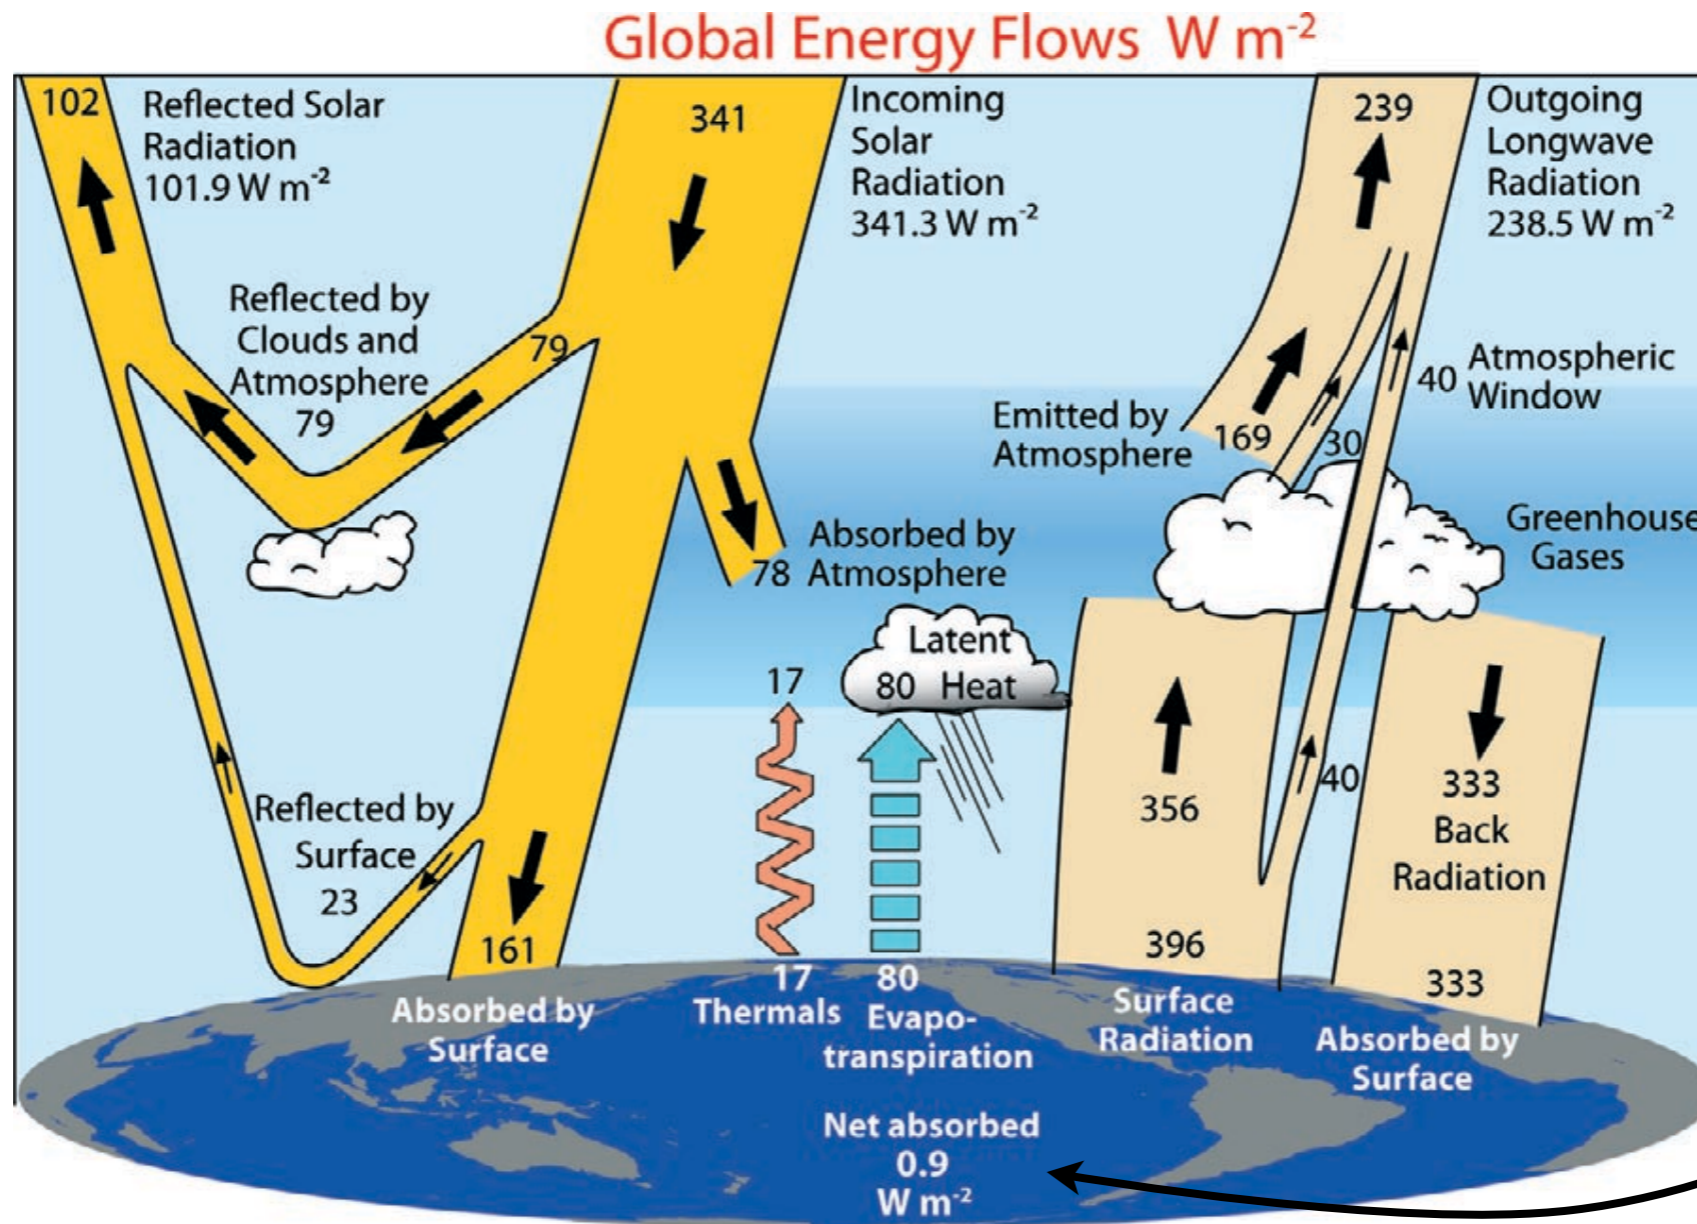 Global Energy Flows W m⁻²
102
Reflected Solar
Radiation
101.9 W m⁻²
341
Incoming
Solar
Radiation
341.3 W m⁻²
239
Outgoing
Longwave
Radiation
238.5 W m⁻²
Reflected by
Clouds and
Atmosphere
79
79
Emitted by
Atmosphere
169
30
40
Atmospheric
Window
Greenhouse
Gases
Absorbed by
78 Atmosphere
Latent
80 Heat
17
Reflected by
Surface
23
161
Absorbed by
Surface
17
Thermals
80
Evapo-
transpiration
356
40
396
Surface
Radiation
333
Back
Radiation
333
Absorbed by
Surface
Net absorbed
0.9
W m⁻²